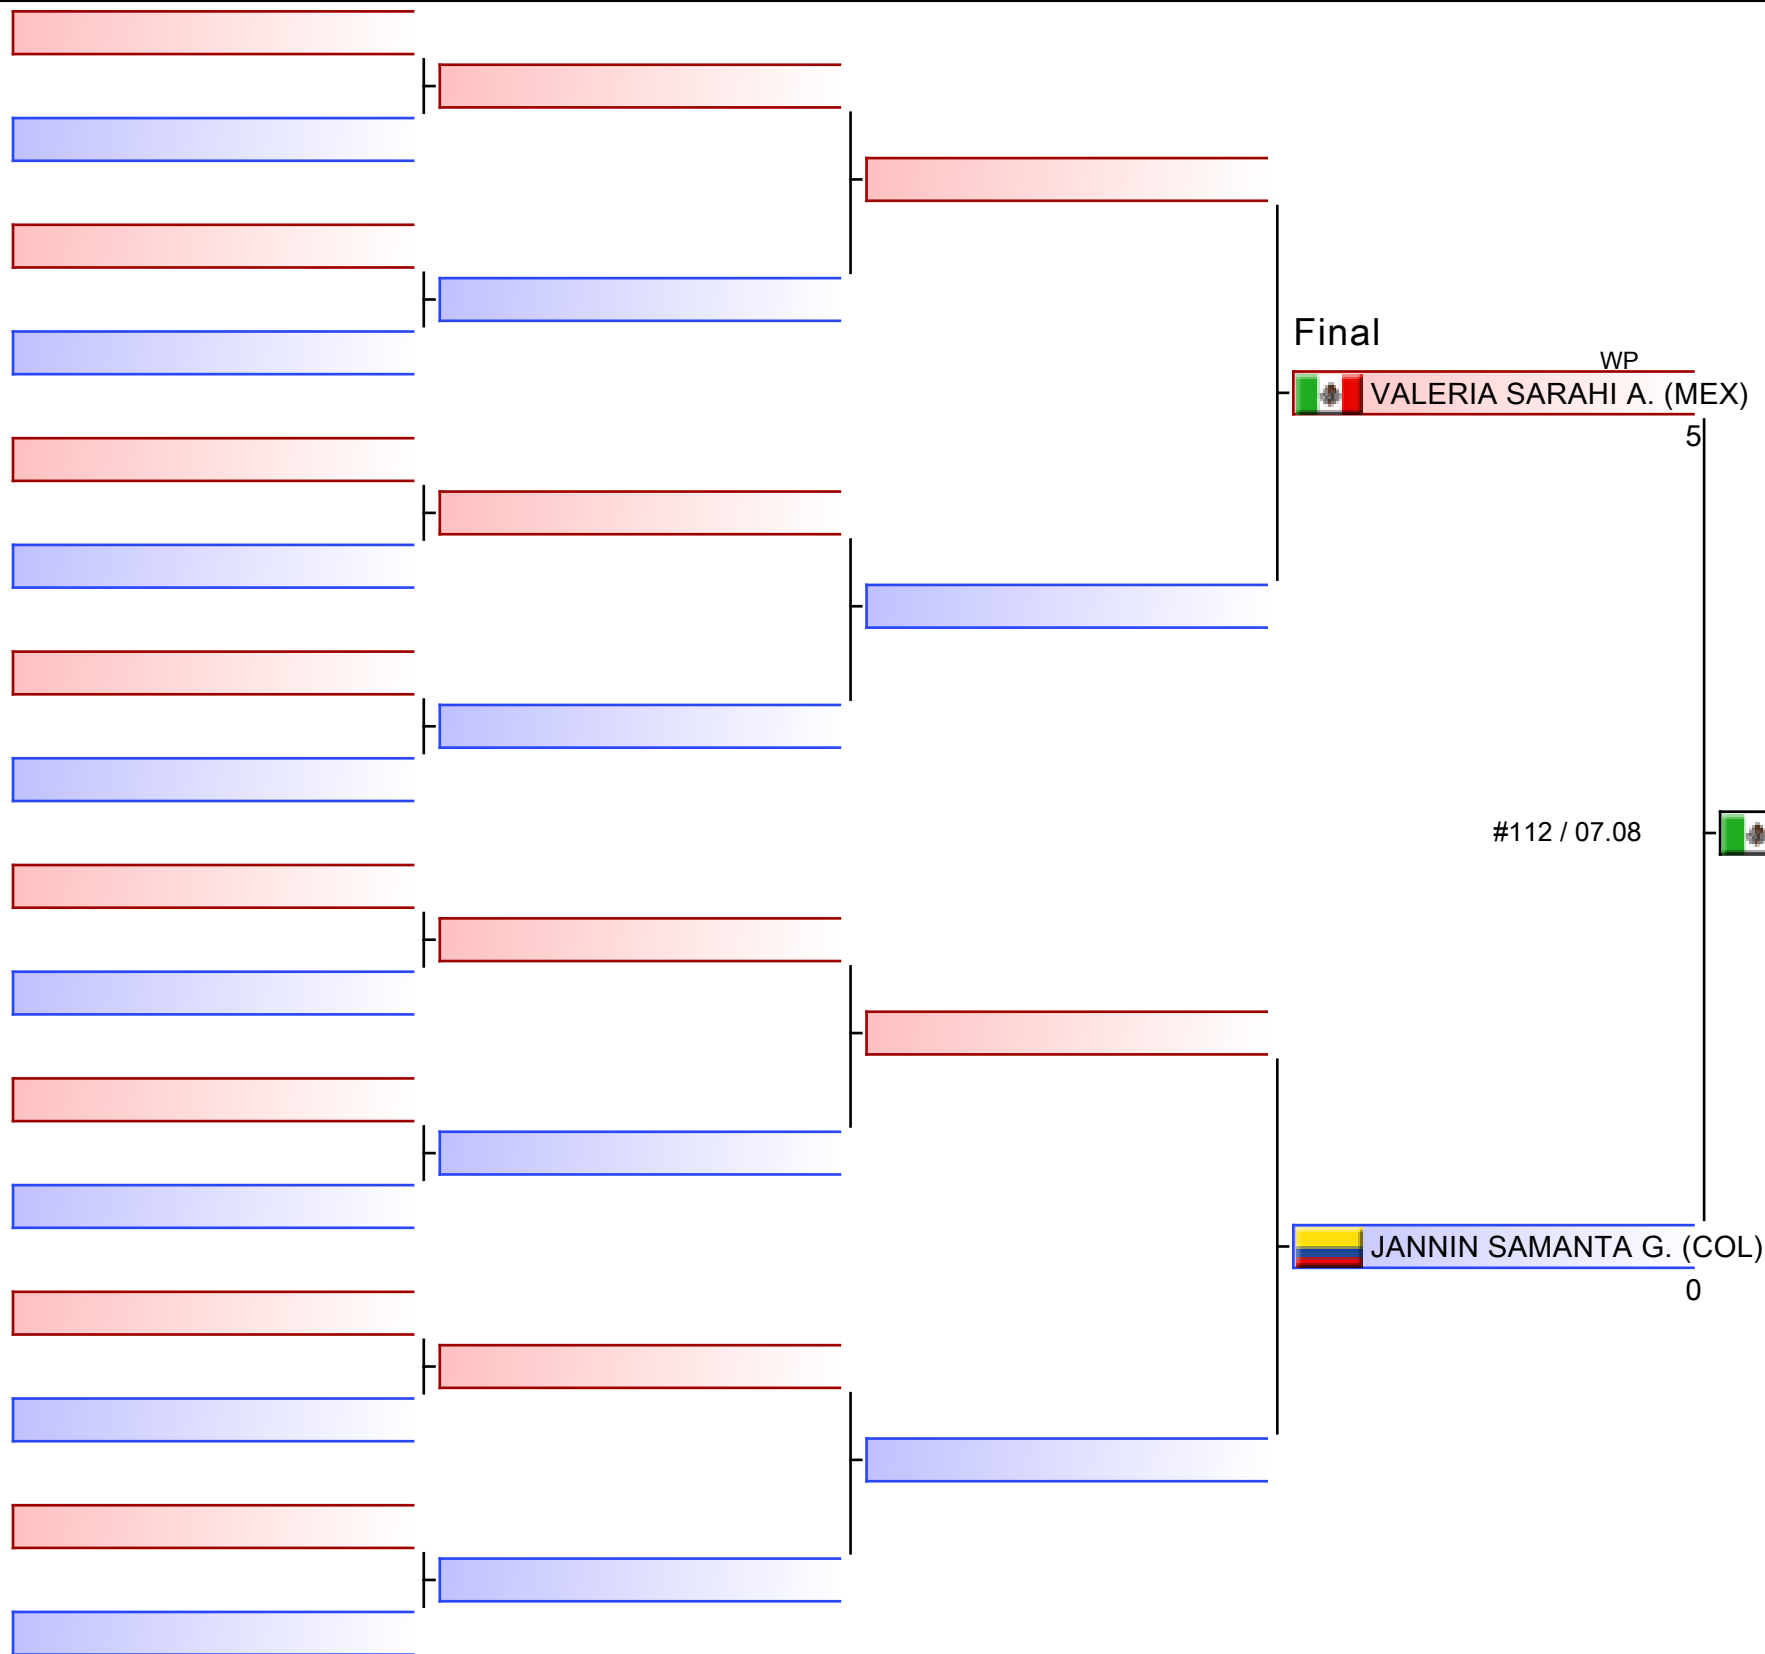 Final
WP
VALERIA SARAHI A. (MEX)
5
#112 / 07.08
JANNIN SAMANTA G. (COL)
0